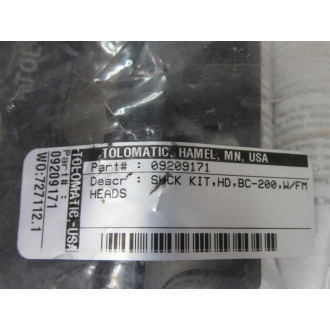 TOLOMATIC, HAMEL, MN, USA
Part# : 09209171
Descr : SHCK KIT,HD,BC-200,W/FM
HEADS
TOLOMATIC - USA
Part# :
09209171
WO:727112.1